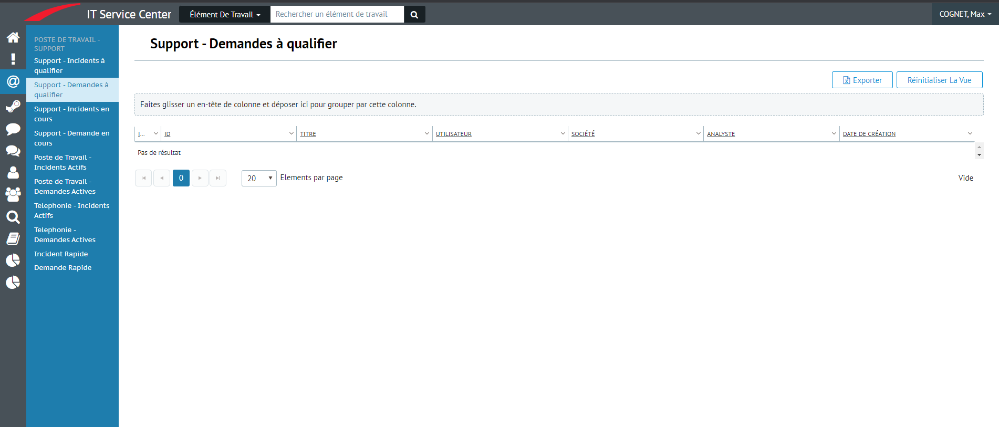 IT Service Center
Élément De Travail
Rechercher un élément de travail
COGNET, Max
POSTE DE TRAVAIL -
SUPPORT
Support - Incidents à
qualifier
Support - Demandes à
qualifier
Support - Incidents en
cours
Support - Demande en
cours
Poste de Travail -
Incidents Actifs
Poste de Travail -
Demandes Actives
Telephonie - Incidents
Actifs
Telephonie -
Demandes Actives
Incident Rapide
Demande Rapide
Support - Demandes à qualifier
Exporter
Réinitialiser La Vue
Faites glisser un en-tête de colonne et déposer ici pour grouper par cette colonne.
I... ID TITRE UTILISATEUR SOCIÉTÉ ANALYSTE DATE DE CRÉATION
Pas de résultat
0 20 Elements par page Vide